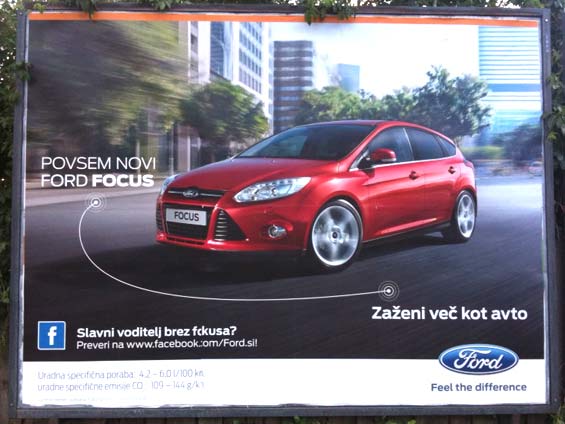 POVSEM NOVI
FORD FOCUS
FOCUS
Zaženi več kot avto
Slavni voditelj brez fokusa?
Preveri na www.facebook.com/Ford.si!
Uradna specifična poraba: 4.2 – 6.0 l/100 km
uradne specifične emisije CO 109 – 144 g/km
Ford
Feel the difference